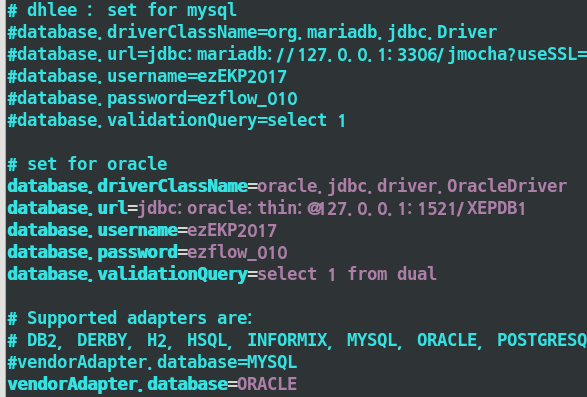 # dhlee : set for mysql
#database.driverClassName=org.mariadb.jdbc.Driver
#database.url=jdbc:mariadb://127.0.0.1:3306/jmocha?useSSL=
#database.username=ezEKP2017
#database.password=ezflow_010
#database.validationQuery=select 1
# set for oracle
database.driverClassName=oracle.jdbc.driver.OracleDriver
database.url=jdbc:oracle:thin:@127.0.0.1:1521/XEPDB1
database.username=ezEKP2017
database.password=ezflow_010
database.validationQuery=select 1 from dual
# Supported adapters are:
# DB2, DERBY, H2, HSQL, INFORMIX, MYSQL, ORACLE, POSTGRESQ
#vendorAdapter.database=MYSQL
vendorAdapter.database=ORACLE